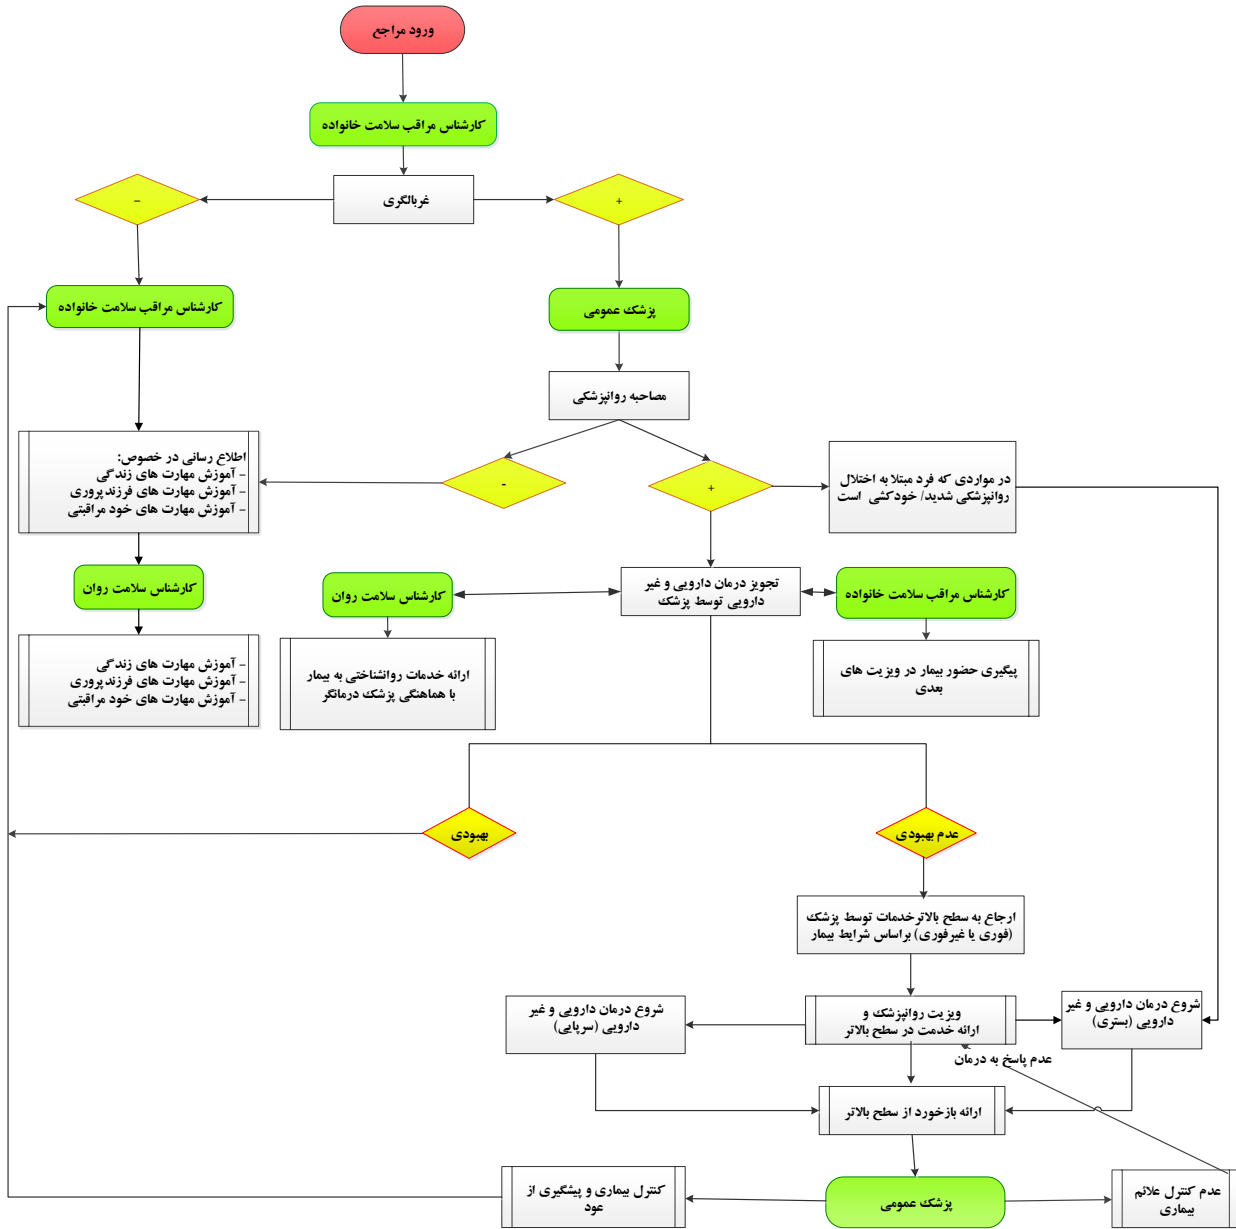 ورود مراجع
کارشناس مراقب سلامت خانواده
غربالگری
-
+
کارشناس مراقب سلامت خانواده
پزشک عمومی
مصاحبه روانپزشکی
اطلاع رسانی در خصوص:
- آموزش مهارت های زندگی
- آموزش مهارت های فرزندپروری
- آموزش مهارت های خود مراقبتی
-
+
در مواردی که فرد مبتلا به اختلال
روانپزشکی شدید/ خودکشی است
کارشناس سلامت روان
کارشناس سلامت روان
تجویز درمان دارویی و غیر
دارویی توسط پزشک
کارشناس مراقب سلامت خانواده
- آموزش مهارت های زندگی
- آموزش مهارت های فرزندپروری
- آموزش مهارت های خود مراقبتی
ارائه خدمات روانشناختی به بیمار
با هماهنگی پزشک درمانگر
پیگیری حضور بیمار در ویزیت های
بعدی
بهبودی
عدم بهبودی
ارجاع به سطح بالاترخدمات توسط پزشک
(فوری یا غیرفوری) براساس شرایط بیمار
شروع درمان دارویی و غیر
دارویی (سرپایی)
ویزیت روانپزشک و
ارائه خدمت در سطح بالاتر
شروع درمان دارویی و غیر
دارویی (بستری)
عدم پاسخ به درمان
ارائه بازخورد از سطح بالاتر
کنترل بیماری و پیشگیری از
عود
پزشک عمومی
عدم کنترل علائم
بیماری